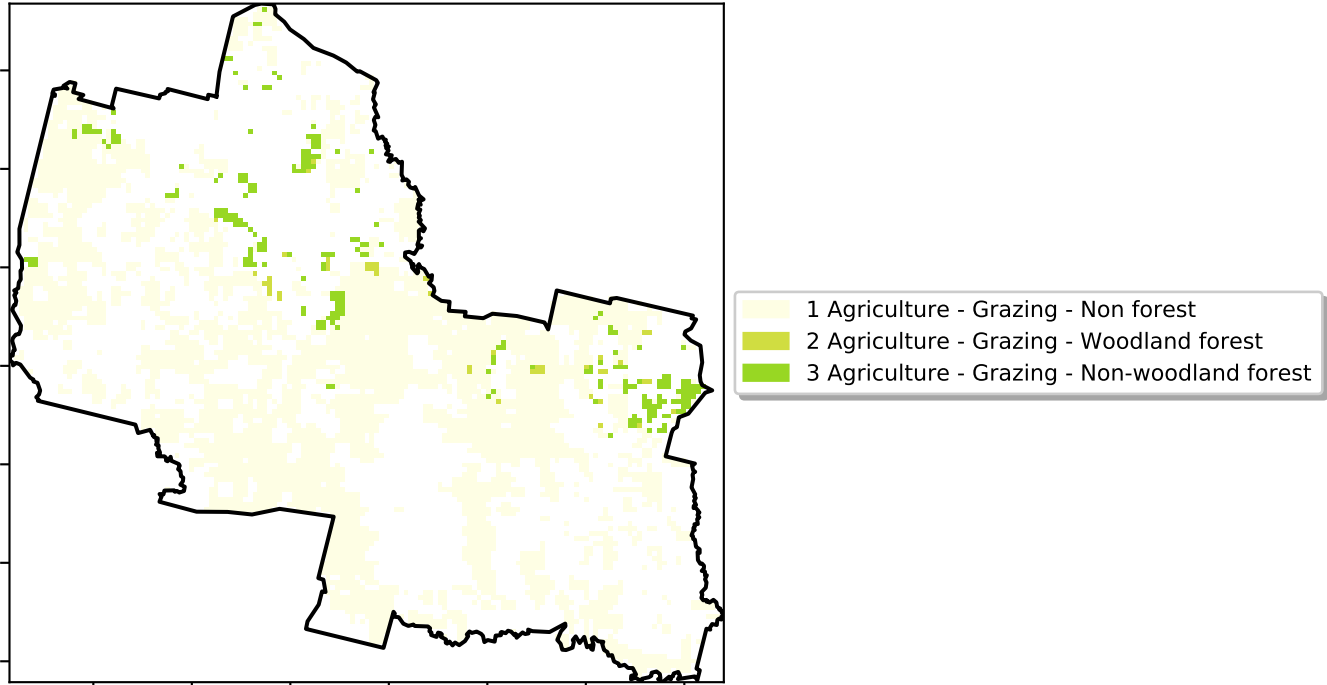 1 Agriculture - Grazing - Non forest
2 Agriculture - Grazing - Woodland forest
3 Agriculture - Grazing - Non-woodland forest